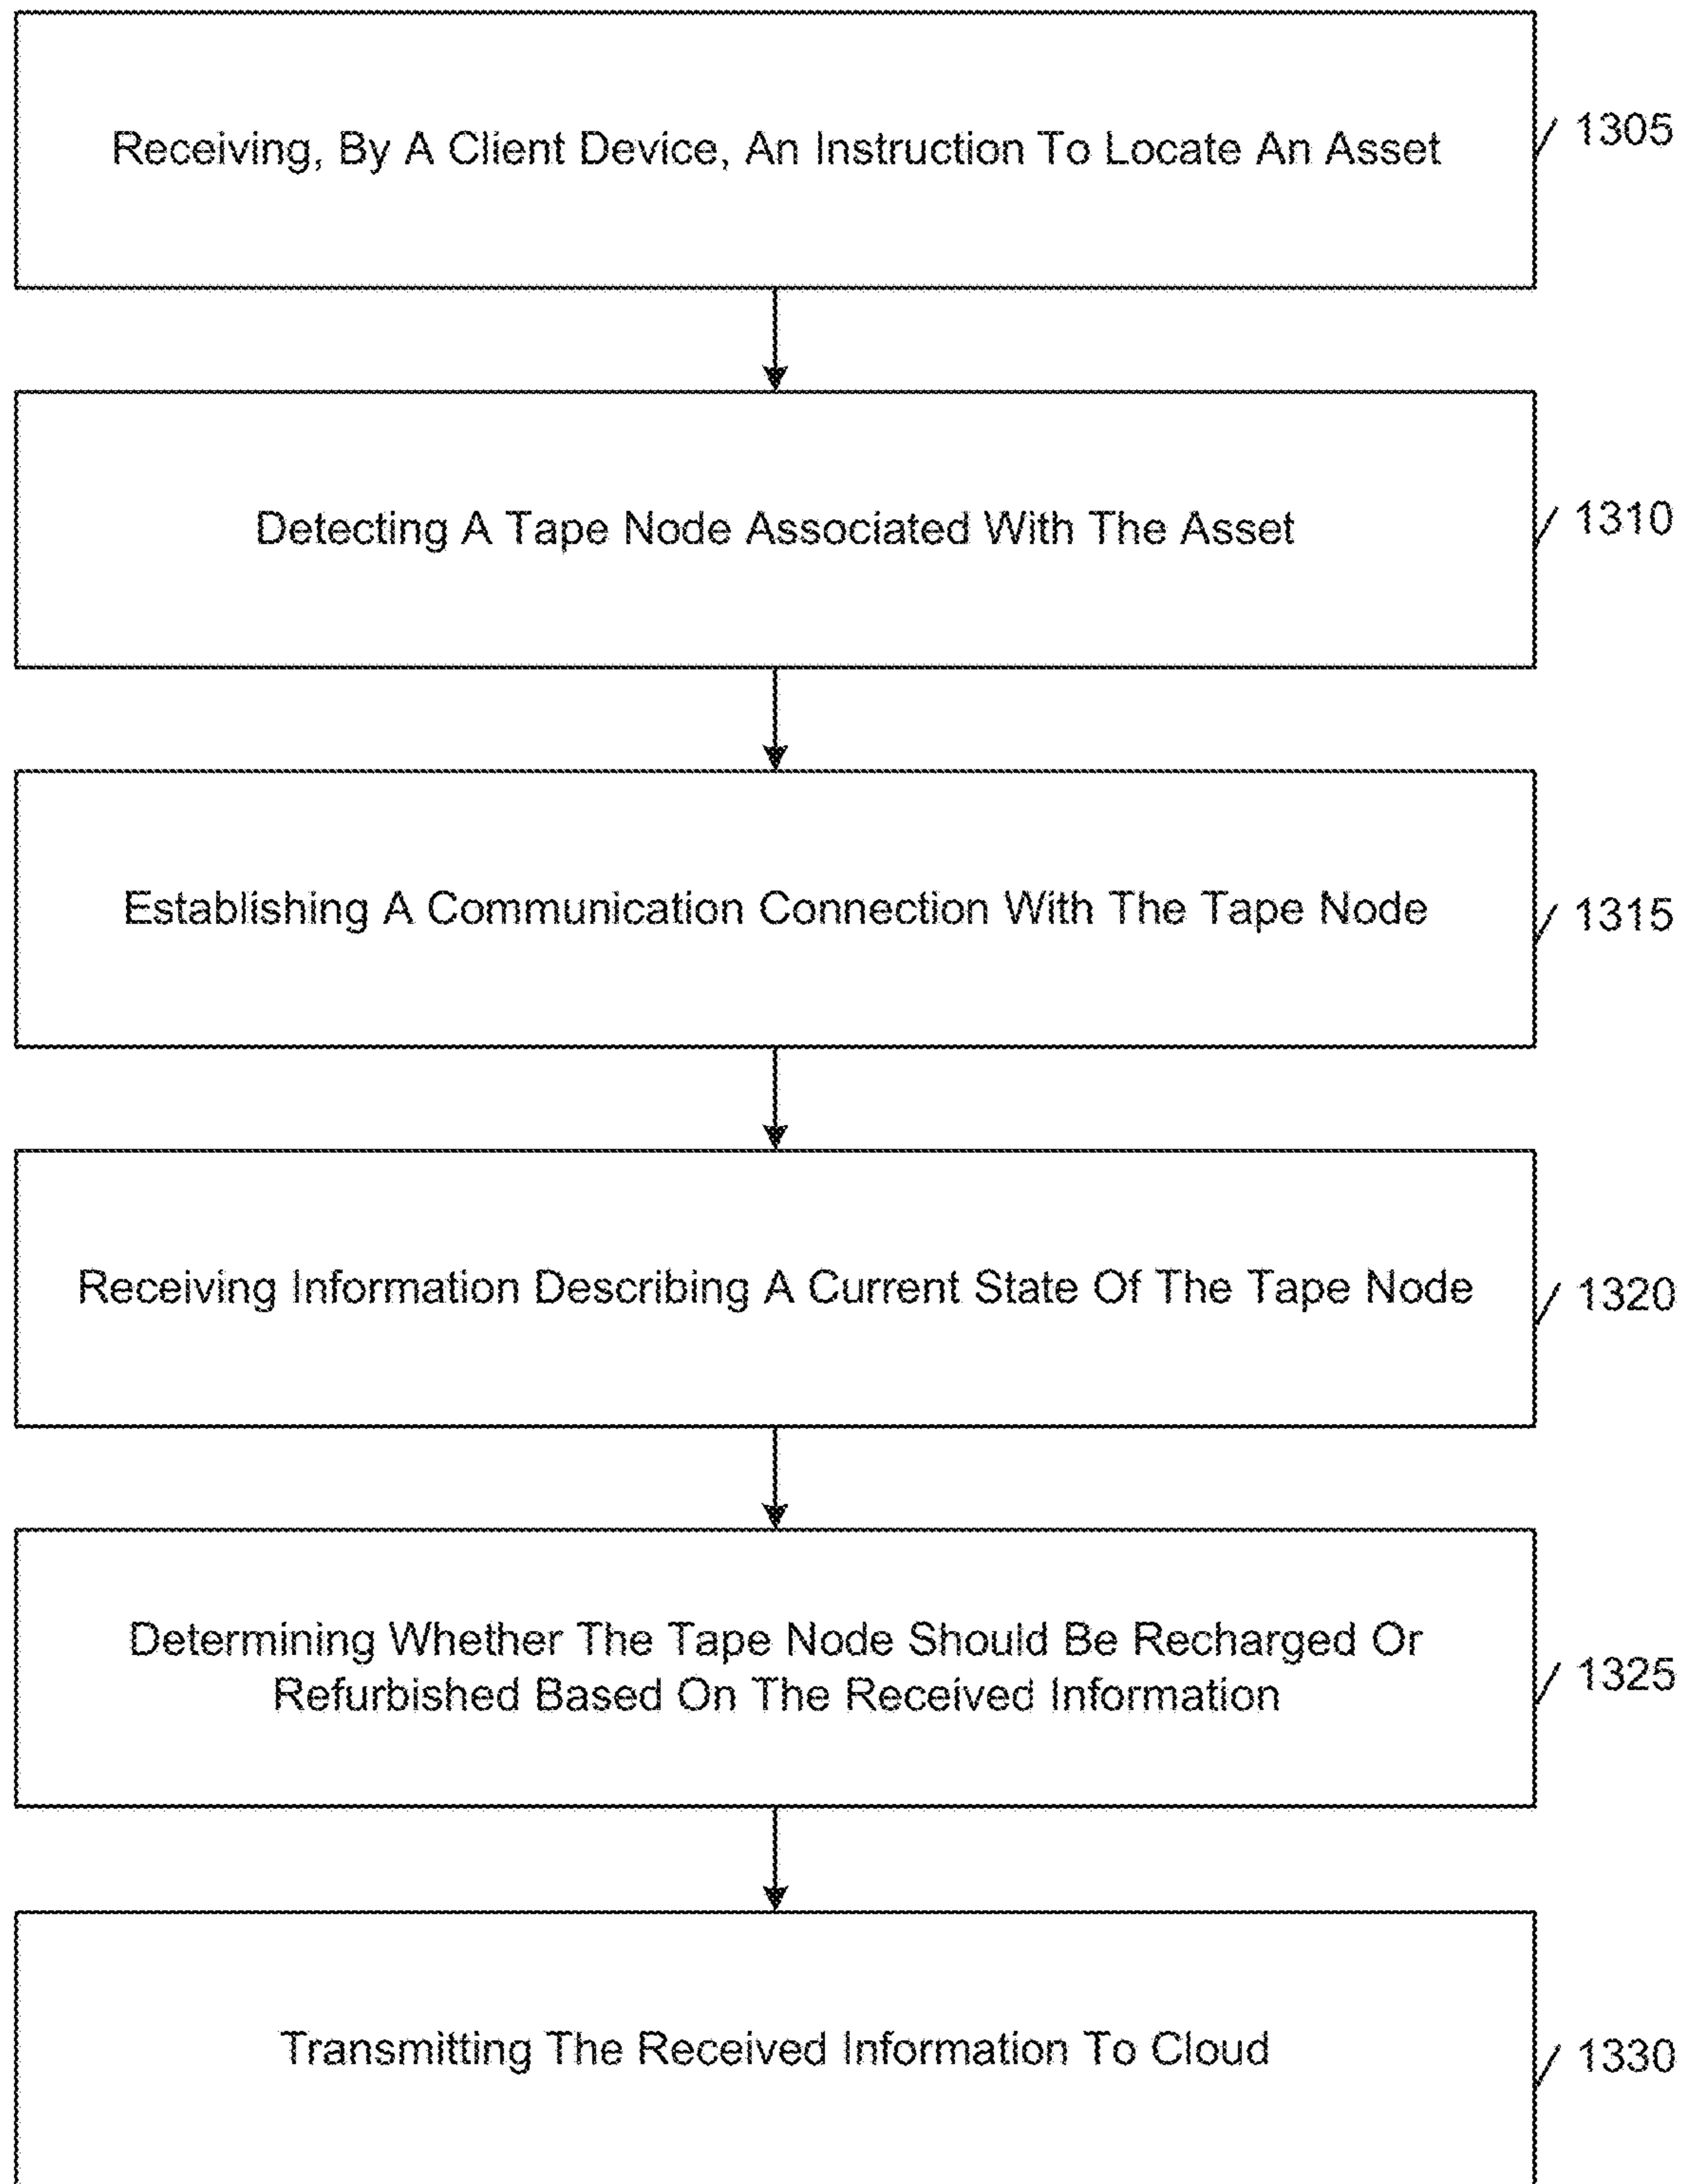 Receiving, By A Client Device, An Instruction To Locate An Asset
1305
Detecting A Tape Node Associated With The Asset
1310
Establishing A Communication Connection With The Tape Node
1315
Receiving Information Describing A Current State Of The Tape Node
1320
Determining Whether The Tape Node Should Be Recharged Or
Refurbished Based On The Received Information
1325
Transmitting The Received Information To Cloud
1330